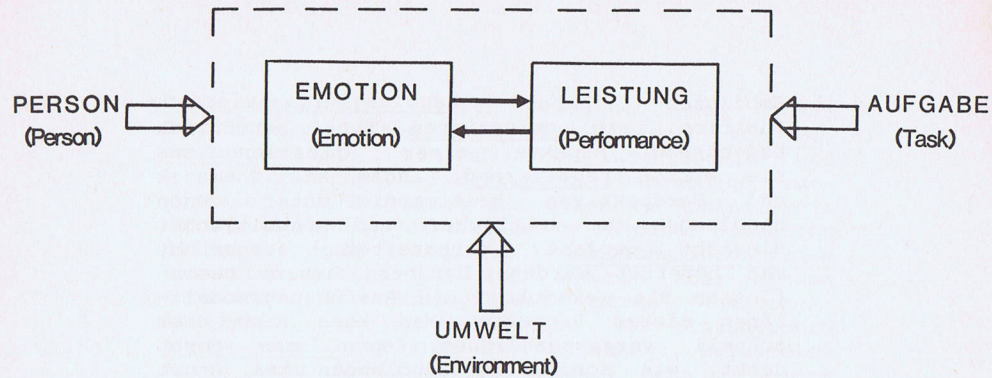 EMOTION
(Emotion)
LEISTUNG
(Performance)
PERSON
(Person)
AUFGABE
(Task)
UMWELT
(Environment)